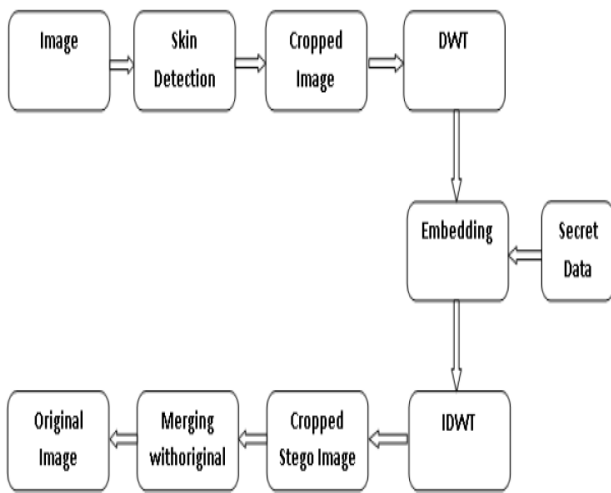 Image
Skin
Detection
Cropped
Image
DWT
Embedding
Secret
Data
Original
Image
Merging
withoriginal
Cropped
Stego Image
IDWT